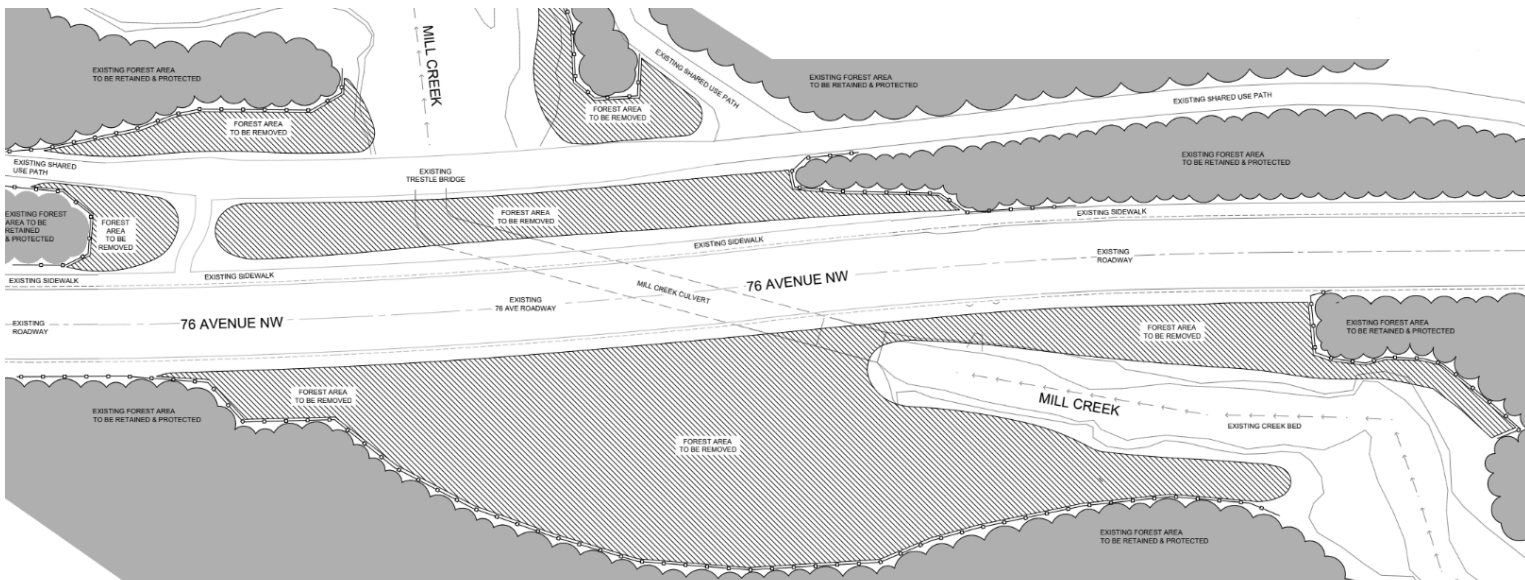 MILL CREEK
EXISTING FOREST AREA
TO BE RETAINED & PROTECTED
EXISTING SHARED USE PATH
EXISTING FOREST AREA
TO BE RETAINED & PROTECTED
FOREST AREA
TO BE REMOVED
FOREST AREA
TO BE REMOVED
EXISTING SHARED USE PATH
EXISTING SHARED
USE PATH
EXISTING
TRESTLE BRIDGE
EXISTING FOREST AREA
TO BE RETAINED & PROTECTED
EXISTING FOREST
AREA TO BE
RETAINED
& PROTECTED
FOREST
AREA
TO BE
REMOVED
FOREST AREA
TO BE REMOVED
EXISTING SIDEWALK
EXISTING SIDEWALK
EXISTING SIDEWALK
EXISTING SIDEWALK
EXISTING
ROADWAY
MILL CREEK CULVERT
76 AVENUE NW
EXISTING
76 AVE ROADWAY
76 AVENUE NW
EXISTING
ROADWAY
FOREST AREA
TO BE REMOVED
EXISTING FOREST AREA
TO BE RETAINED & PROTECTED
FOREST AREA
TO BE REMOVED
EXISTING FOREST AREA
TO BE RETAINED & PROTECTED
MILL CREEK
EXISTING CREEK BED
FOREST AREA
TO BE REMOVED
EXISTING FOREST AREA
TO BE RETAINED & PROTECTED